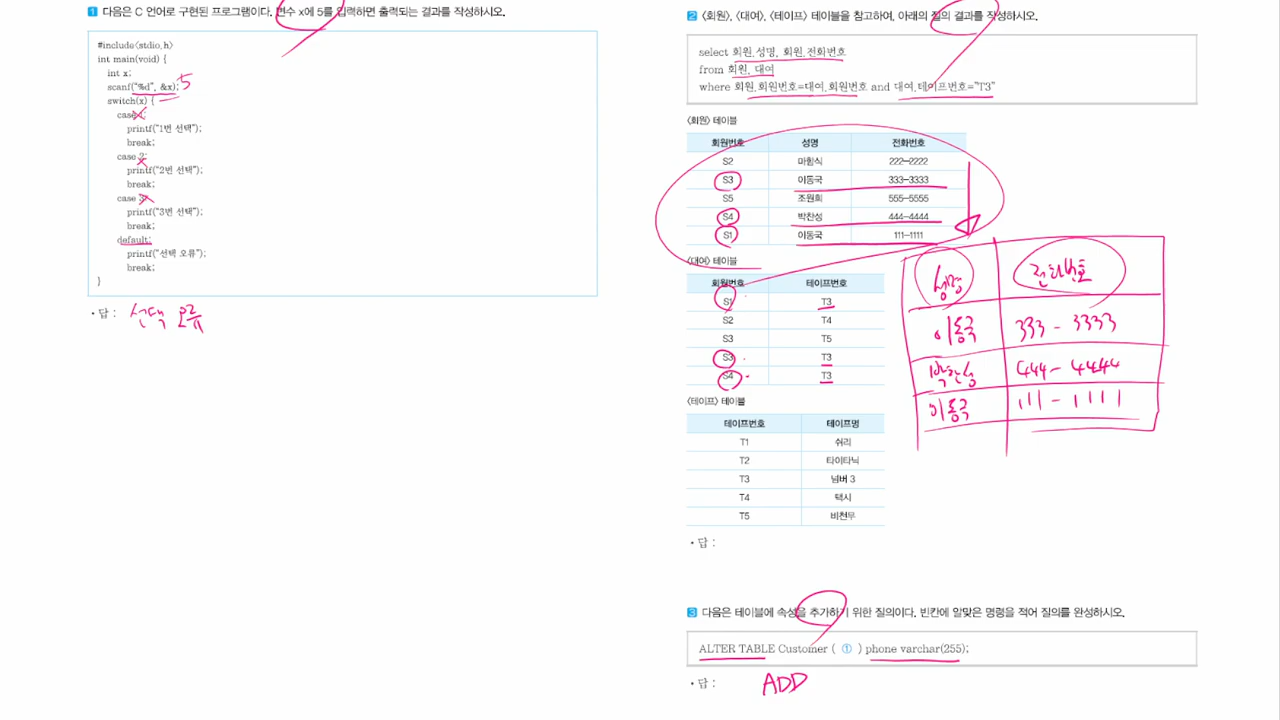 1 다음은 C 언어로 구현된 프로그램이다. 변수 x에 5를 입력하면 출력되는 결과를 작성하시오.
#include<stdio.h>
int main(void) {
int x;
scanf("%d", &x); 5
switch(x) {
case 1:
printf("1번 선택");
break;
case 2:
printf("2번 선택");
break;
case 3:
printf("3번 선택");
break;
default:
printf("선택 오류");
break;
}
• 답 : 선택 오류
2 <회원>, <대여>, <테이프> 테이블을 참고하여, 아래의 질의 결과를 작성하시오.
select 회원.성명, 회원.전화번호
from 회원, 대여
where 회원.회원번호=대여.회원번호 and 대여.테이프번호="T3"
<회원> 테이블
회원번호 성명 전화번호
S2 마힘식 222-2222
S3 이동국 333-3333
S5 조원희 555-5555
S4 박찬성 444-4444
S1 이동국 111-1111
<대여> 테이블
회원번호 테이프번호
S1 T3
S2 T4
S3 T5
S3 T3
S4 T3
성명 전화번호
이동국 333-3333
박찬성 444-4444
이동국 111-1111
<테이프> 테이블
테이프번호 테이프명
T1 쉬리
T2 타이타닉
T3 넘버 3
T4 택시
T5 비천무
• 답 :
3 다음은 테이블에 속성을 추가하기 위한 질의이다. 빈칸에 알맞은 명령을 적어 질의를 완성하시오.
ALTER TABLE Customer ( ① ) phone varchar(255);
• 답 : ADD